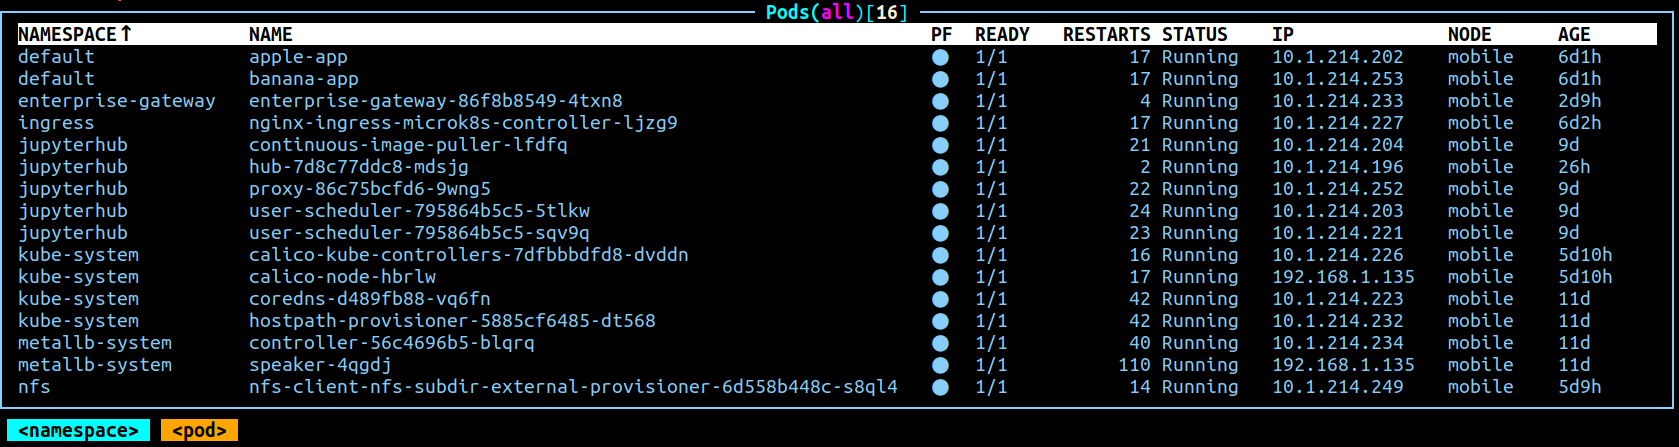 Pods(all)[16]
NAMESPACE↑ NAME PF READY RESTARTS STATUS IP NODE AGE
default apple-app ● 1/1 17 Running 10.1.214.202 mobile 6d1h
default banana-app ● 1/1 17 Running 10.1.214.253 mobile 6d1h
enterprise-gateway enterprise-gateway-86f8b8549-4txn8 ● 1/1 4 Running 10.1.214.233 mobile 2d9h
ingress nginx-ingress-microk8s-controller-ljzg9 ● 1/1 17 Running 10.1.214.227 mobile 6d2h
jupyterhub continuous-image-puller-lfdfq ● 1/1 21 Running 10.1.214.204 mobile 9d
jupyterhub hub-7d8c77ddc8-mdsjg ● 1/1 2 Running 10.1.214.196 mobile 26h
jupyterhub proxy-86c75bcfd6-9wng5 ● 1/1 22 Running 10.1.214.252 mobile 9d
jupyterhub user-scheduler-795864b5c5-5tlkw ● 1/1 24 Running 10.1.214.203 mobile 9d
jupyterhub user-scheduler-795864b5c5-sqv9q ● 1/1 23 Running 10.1.214.221 mobile 9d
kube-system calico-kube-controllers-7dfbbbdfd8-dvddn ● 1/1 16 Running 10.1.214.226 mobile 5d10h
kube-system calico-node-hbrlw ● 1/1 17 Running 192.168.1.135 mobile 5d10h
kube-system coredns-d489fb88-vq6fn ● 1/1 42 Running 10.1.214.223 mobile 11d
kube-system hostpath-provisioner-5885cf6485-dt568 ● 1/1 42 Running 10.1.214.232 mobile 11d
metallb-system controller-56c4696b5-blqrq ● 1/1 40 Running 10.1.214.234 mobile 11d
metallb-system speaker-4qgdj ● 1/1 110 Running 192.168.1.135 mobile 11d
nfs nfs-client-nfs-subdir-external-provisioner-6d558b448c-s8ql4 ● 1/1 14 Running 10.1.214.249 mobile 5d9h
<namespace> <pod>